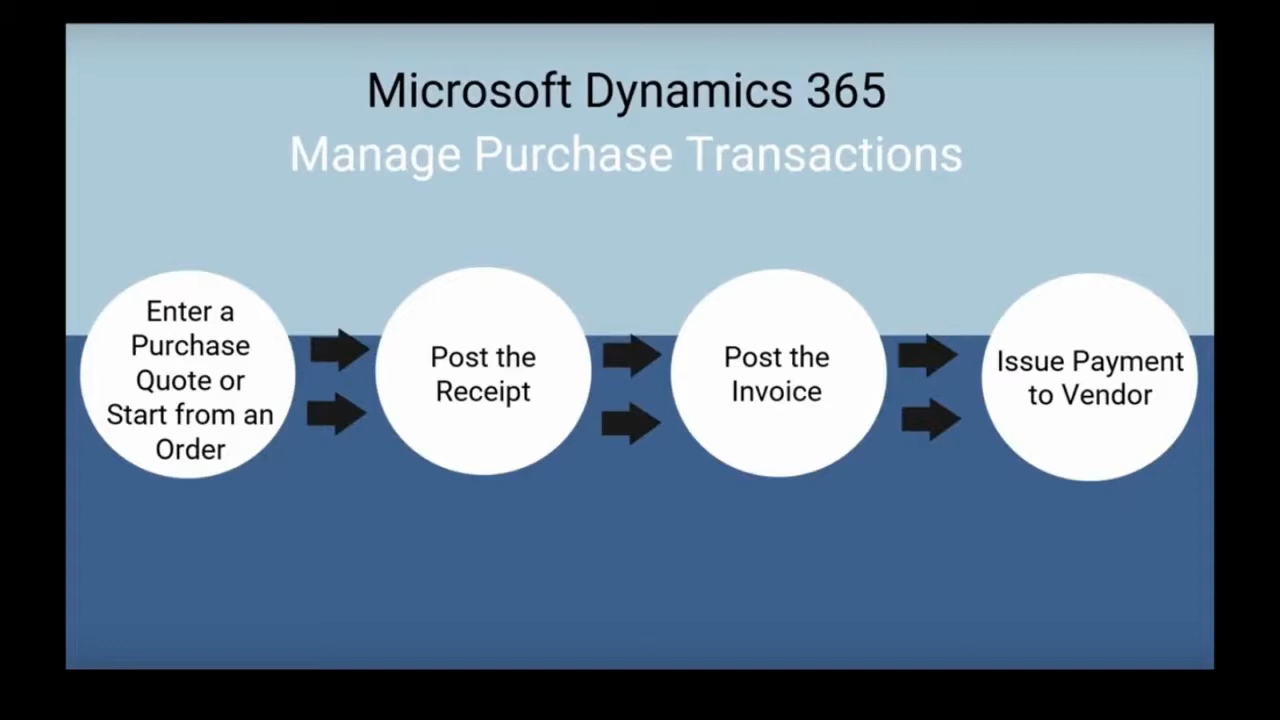 Microsoft Dynamics 365
Manage Purchase Transactions
Enter a
Purchase
Quote or
Start from an
Order
Post the
Receipt
Post the
Invoice
Issue Payment
to Vendor